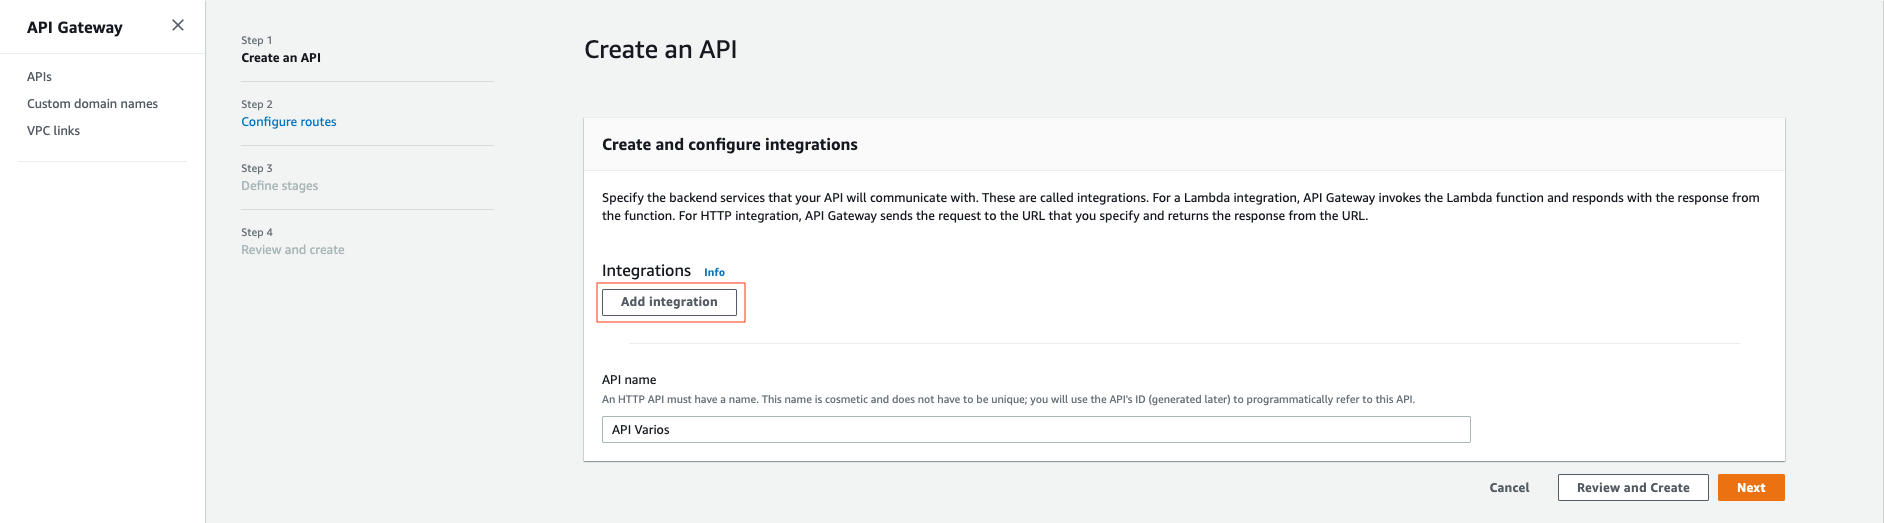 API Gateway
APIs
Custom domain names
VPC links
Step 1
Create an API
Step 2
Configure routes
Step 3
Define stages
Step 4
Review and create
Create an API
Create and configure integrations
Specify the backend services that your API will communicate with. These are called integrations. For a Lambda integration, API Gateway invokes the Lambda function and responds with the response from
the function. For HTTP integration, API Gateway sends the request to the URL that you specify and returns the response from the URL.
Integrations Info
Add integration
API name
An HTTP API must have a name. This name is cosmetic and does not have to be unique; you will use the API's ID (generated later) to programmatically refer to this API.
API Varios
Cancel Review and Create Next